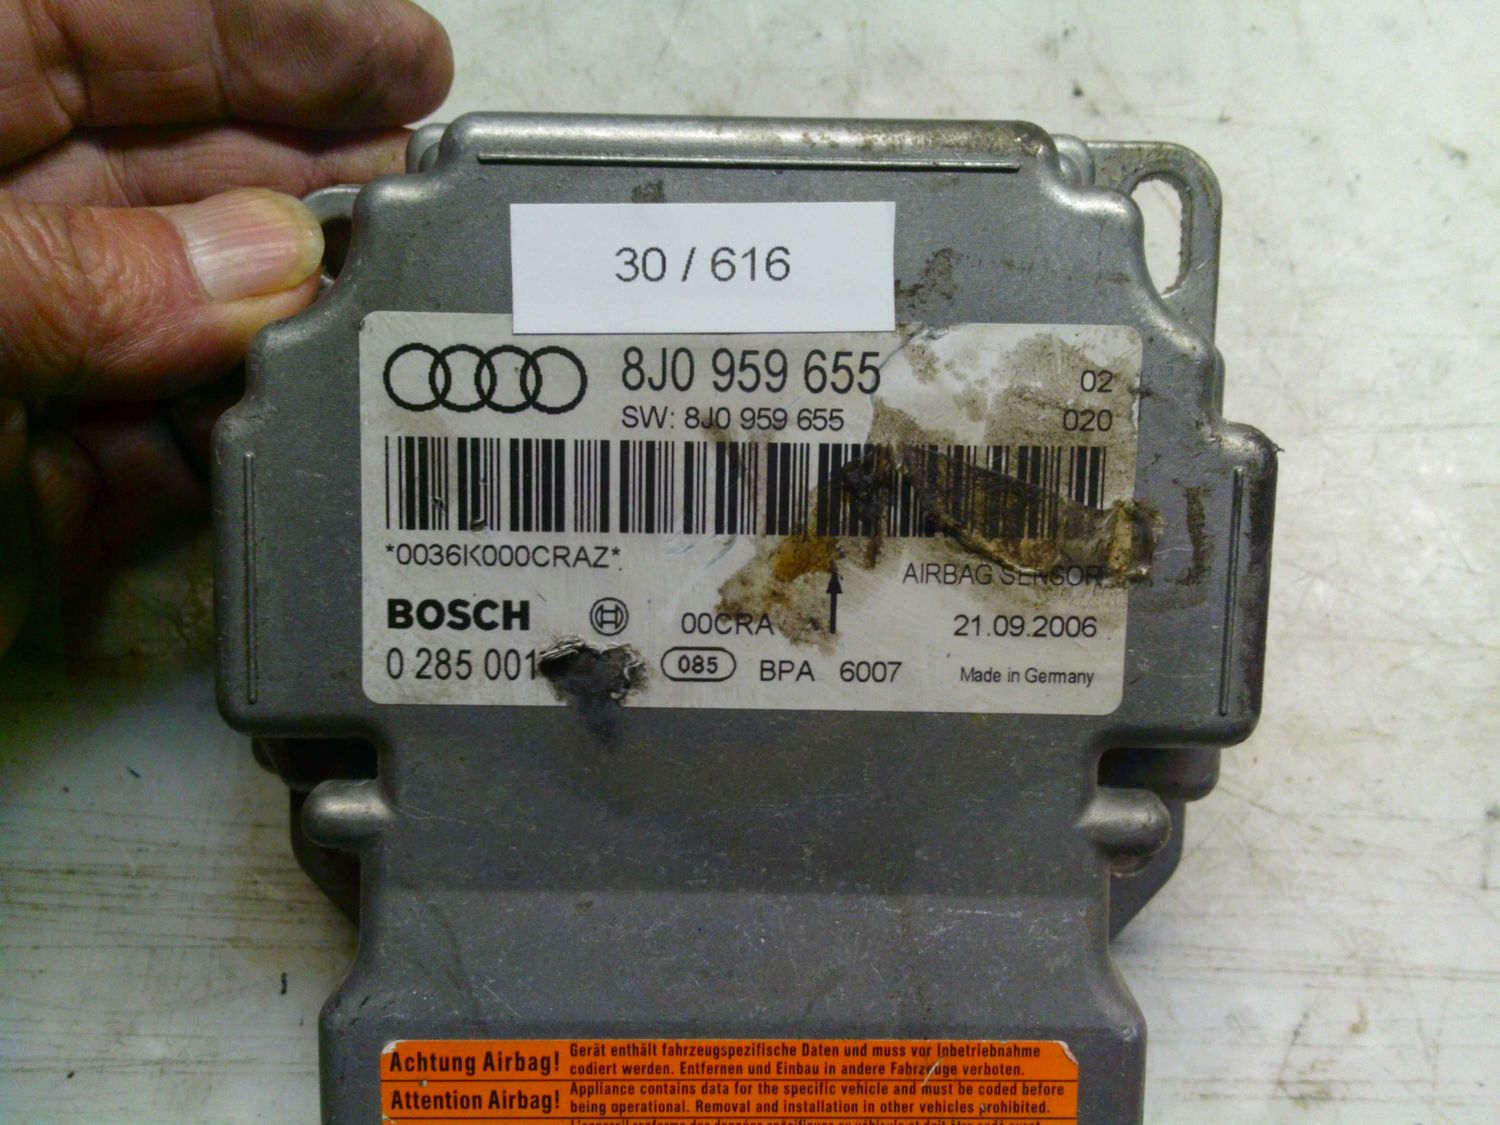 30 / 616
8J0 959 655 02
SW: 8J0 959 655 020
*0036K000CRAZ*
AIRBAG SENSOR
BOSCH 00CRA 21.09.2006
0 285 001 085 BPA 6007 Made in Germany
Achtung Airbag! Gerät enthält fahrzeugspezifische Daten und muss vor Inbetriebnahme
codiert werden. Entfernen und Einbau in andere Fahrzeuge verboten.
Attention Airbag! Appliance contains data for the specific vehicle and must be coded before
being operational. Removal and installation in other vehicles prohibited.